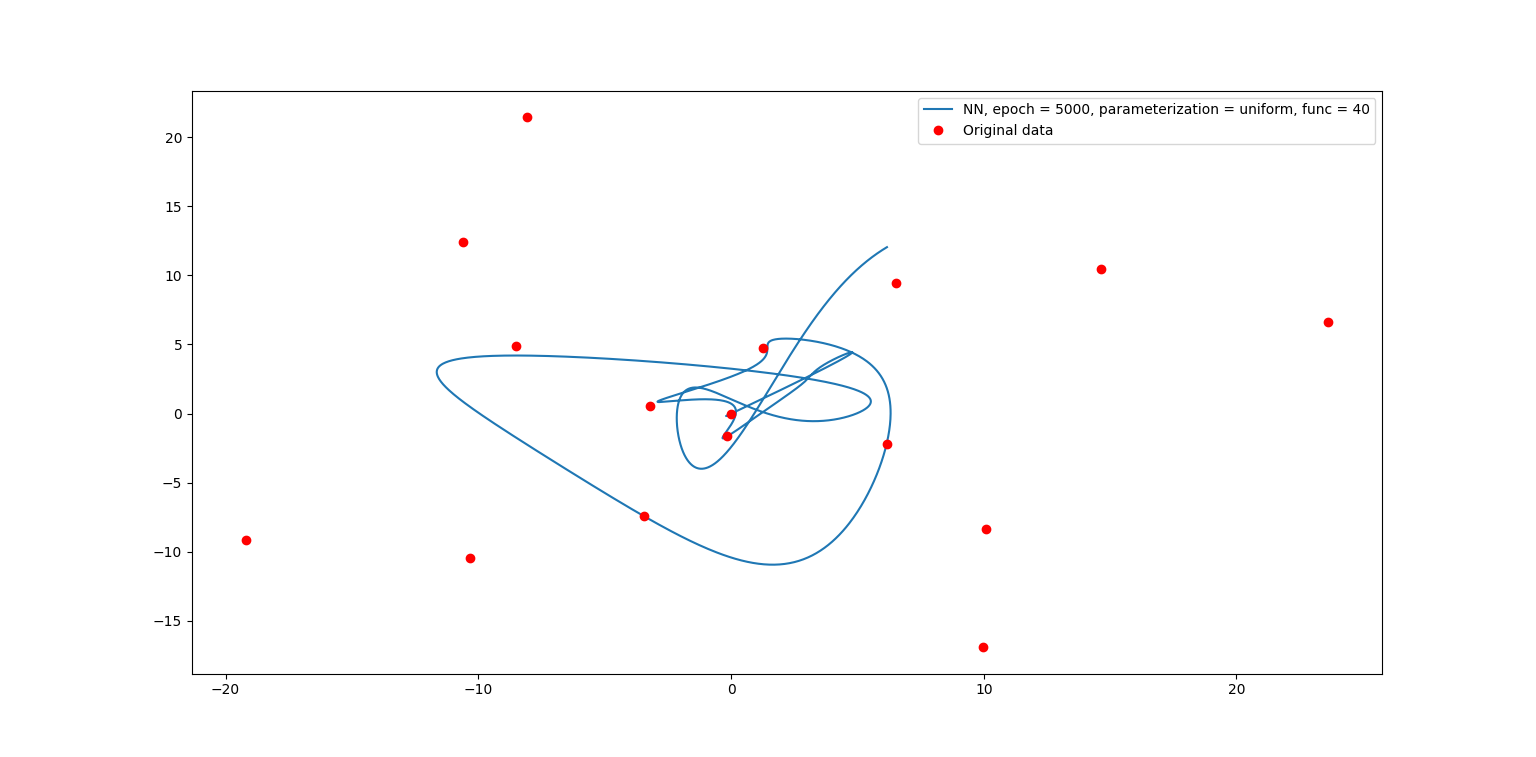 NN, epoch = 5000, parameterization = uniform, func = 40
Original data
20
15
10
5
0
−5
−10
−15
−20 −10 0 10 20